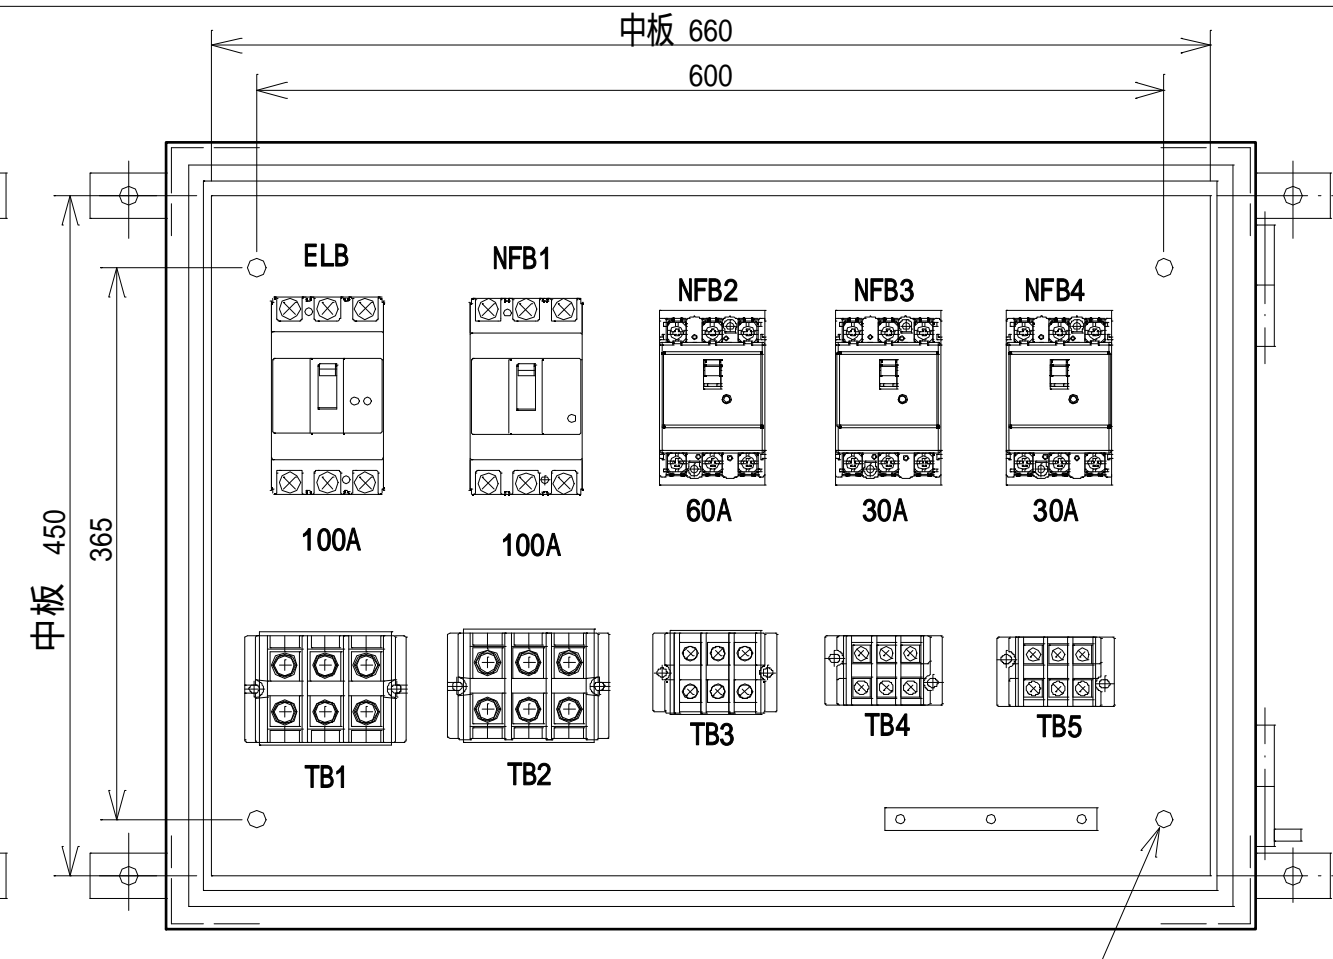 中板 660
600
中板 450
365
ELB
NFB1
NFB2
NFB3
NFB4
100A
100A
60A
30A
30A
TB1
TB2
TB3
TB4
TB5